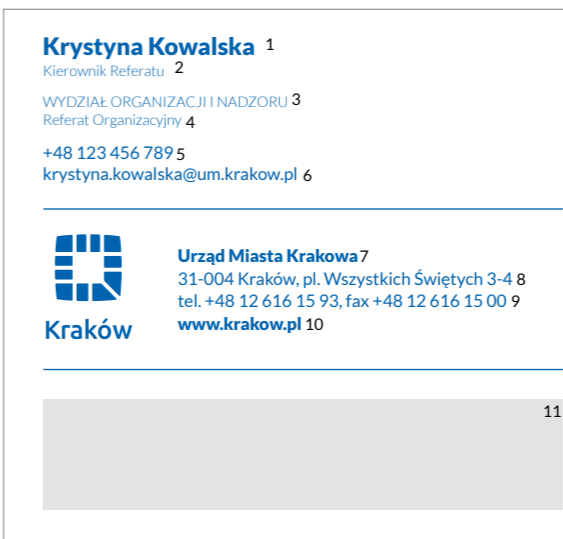 Krystyna Kowalska 1
Kierownik Referatu 2
WYDZIAŁ ORGANIZACJI I NADZORU 3
Referat Organizacyjny 4
+48 123 456 789 5
krystyna.kowalska@um.krakow.pl 6
Kraków
Urząd Miasta Krakowa 7
31-004 Kraków, pl. Wszystkich Świętych 3-4 8
tel. +48 12 616 15 93, fax +48 12 616 15 00 9
www.krakow.pl 10
11